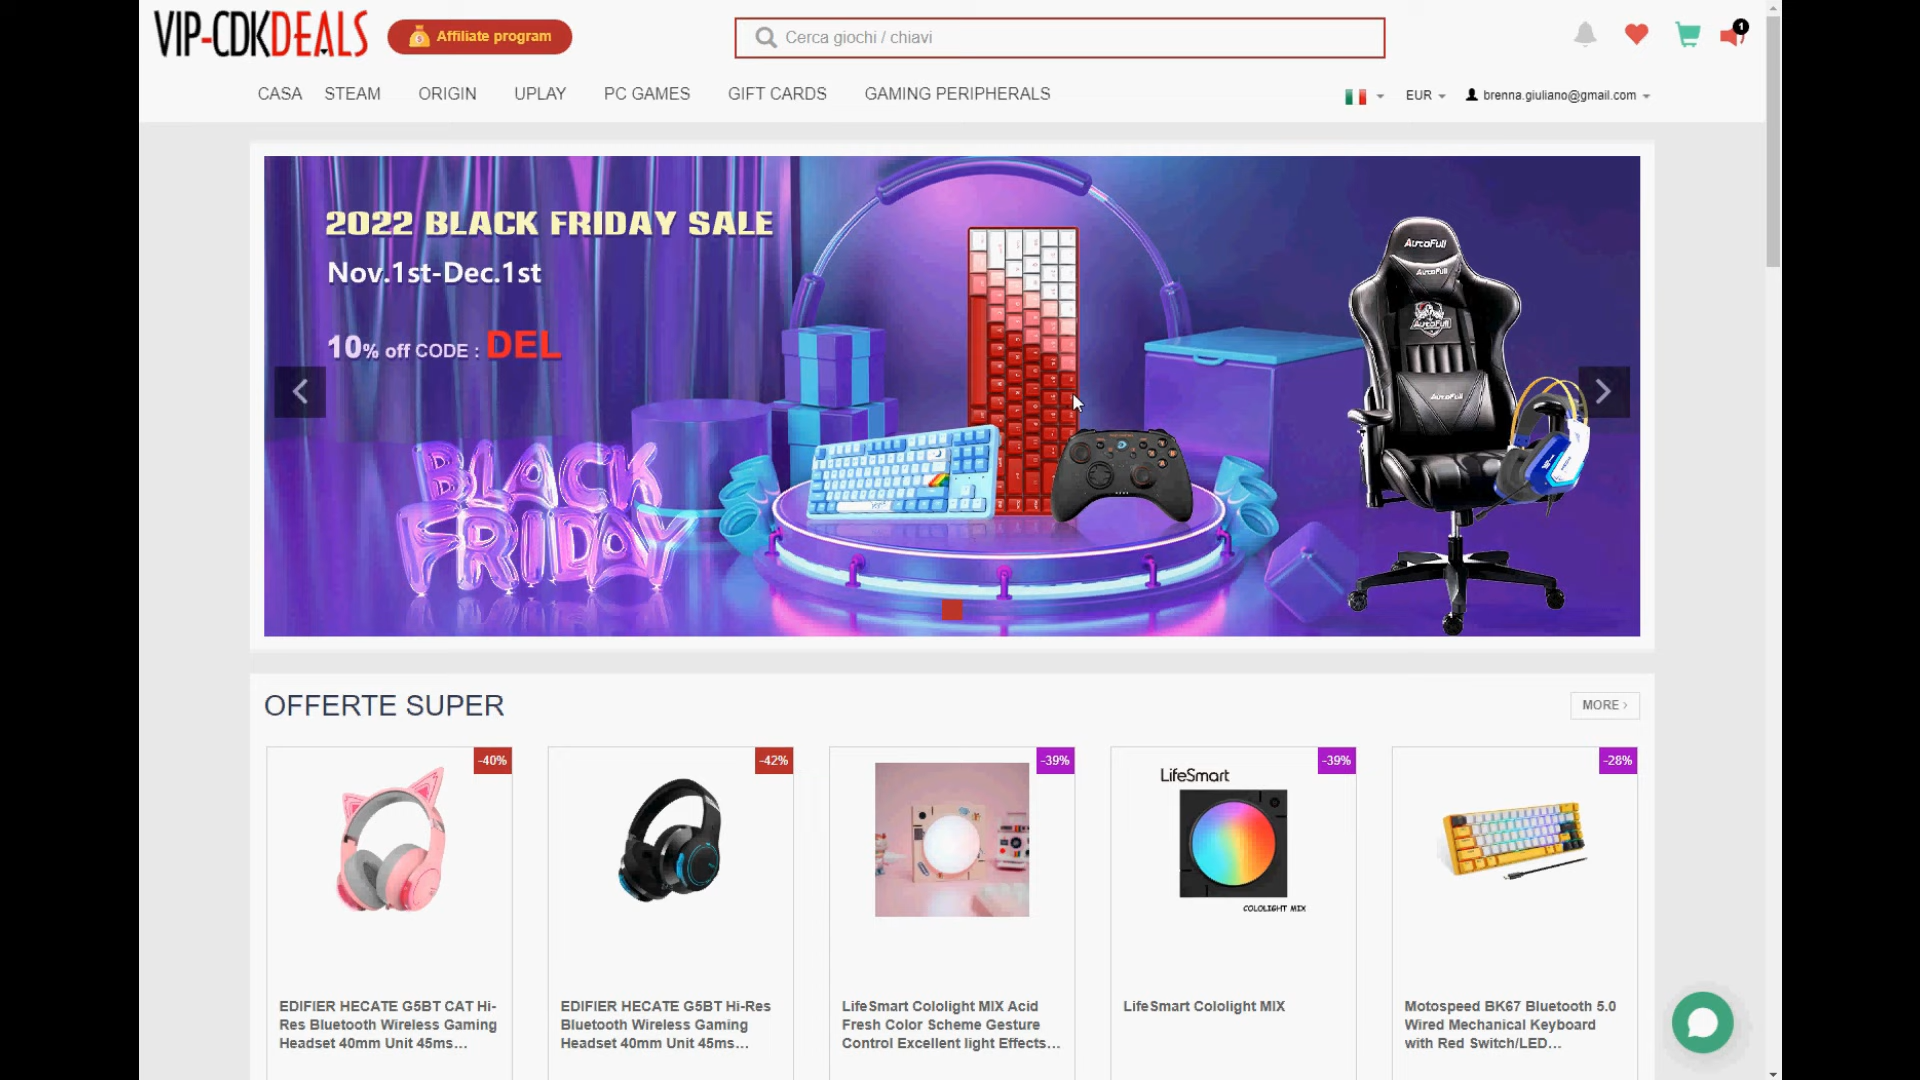 VIP-CDKDEALS
Affiliate program
Cerca giochi / chiavi
1
CASA STEAM ORIGIN UPLAY PC GAMES GIFT CARDS GAMING PERIPHERALS
EUR brenna.giuliano@gmail.com
2022 BLACK FRIDAY SALE
Nov.1st-Dec.1st
10% off CODE : DEL
BLACK
FRIDAY
AutoFull
AutoFull
AutoFull
AutoFull
OFFERTE SUPER
MORE ›
-40%
-42%
-39%
-39%
-28%
LifeSmart
COLOLIGHT MIX
EDIFIER HECATE G5BT CAT Hi-
Res Bluetooth Wireless Gaming
Headset 40mm Unit 45ms...
EDIFIER HECATE G5BT Hi-Res
Bluetooth Wireless Gaming
Headset 40mm Unit 45ms...
LifeSmart Cololight MIX Acid
Fresh Color Scheme Gesture
Control Excellent light Effects...
LifeSmart Cololight MIX
Motospeed BK67 Bluetooth 5.0
Wired Mechanical Keyboard
with Red Switch/LED...